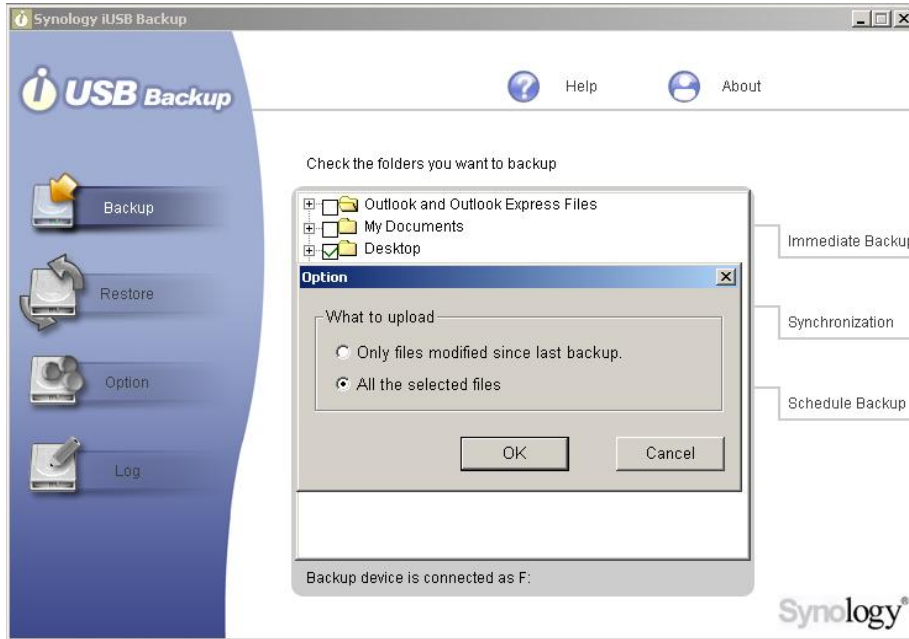 Synology iUSB Backup
i USB Backup
Help
About
Check the folders you want to backup
Backup
Restore
Option
Log
Outlook and Outlook Express Files
My Documents
Desktop
Option
What to upload
Only files modified since last backup.
All the selected files
OK
Cancel
Immediate Backup
Synchronization
Schedule Backup
Backup device is connected as F:
Synology®